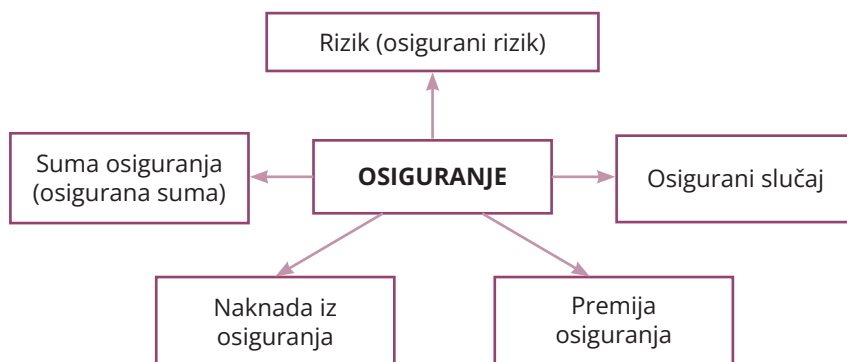 Rizik (osigurani rizik)
Suma osiguranja
(osigurana suma)
OSIGURANJE
Osigurani slučaj
Naknada iz
osiguranja
Premija
osiguranja